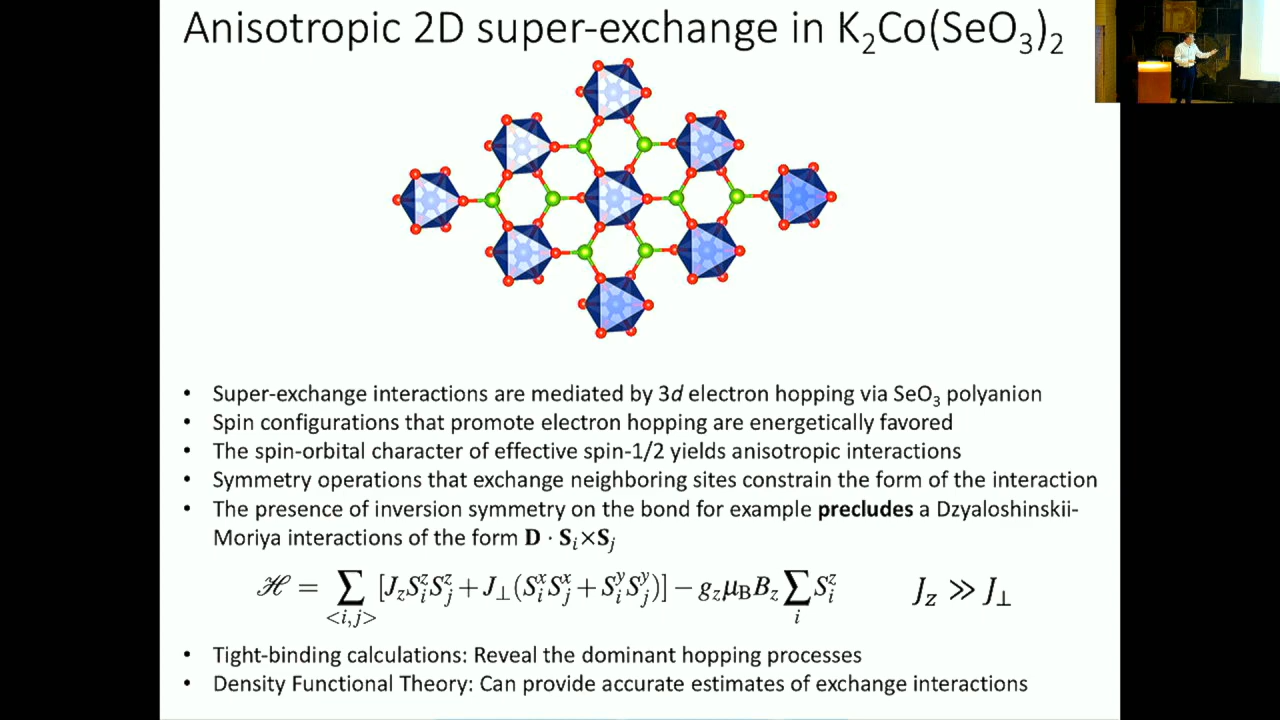 Anisotropic 2D super-exchange in K₂Co(SeO₃)₂
• Super-exchange interactions are mediated by 3d electron hopping via SeO₃ polyanion
• Spin configurations that promote electron hopping are energetically favored
• The spin-orbital character of effective spin-1/2 yields anisotropic interactions
• Symmetry operations that exchange neighboring sites constrain the form of the interaction
• The presence of inversion symmetry on the bond for example precludes a Dzyaloshinskii-
Moriya interactions of the form D · Sᵢ×Sⱼ
ℋ = ∑_{<i,j>} [J_z S_i^z S_j^z + J_⊥(S_i^x S_j^x + S_i^y S_j^y)] − g_z μ_B B_z ∑_i S_i^z J_z ≫ J_⊥
• Tight-binding calculations: Reveal the dominant hopping processes
• Density Functional Theory: Can provide accurate estimates of exchange interactions